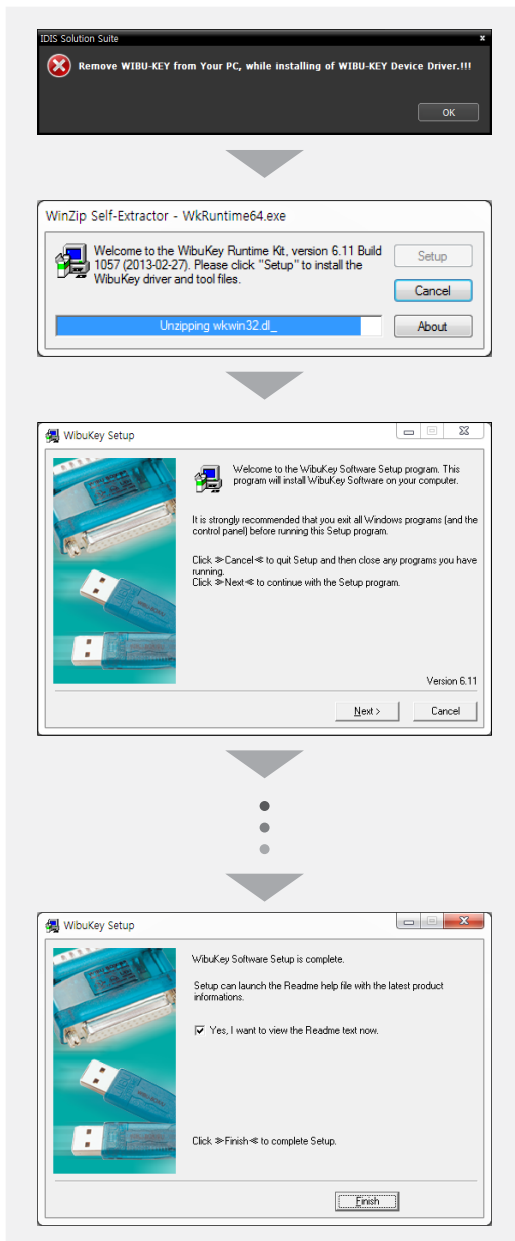 IDIS Solution Suite
x
Remove WIBU-KEY from Your PC, while installing of WIBU-KEY Device Driver.!!!
OK
WinZip Self-Extractor - WkRuntime64.exe
Welcome to the WibuKey Runtime Kit, version 6.11 Build
1057 (2013-02-27). Please click "Setup" to install the
WibuKey driver and tool files.
Setup
Cancel
Unzipping wkwin32.dl_
About
WibuKey Setup
Welcome to the WibuKey Software Setup program. This
program will install WibuKey Software on your computer.
It is strongly recommended that you exit all Windows programs (and the
control panel) before running this Setup program.
Click ≫Cancel≪ to quit Setup and then close any programs you have
running.
Click ≫Next≪ to continue with the Setup program.
Version 6.11
Next >
Cancel
WibuKey Setup
WibuKey Software Setup is complete.
Setup can launch the Readme help file with the latest product
informations.
Yes, I want to view the Readme text now.
Click ≫Finish≪ to complete Setup.
Finish